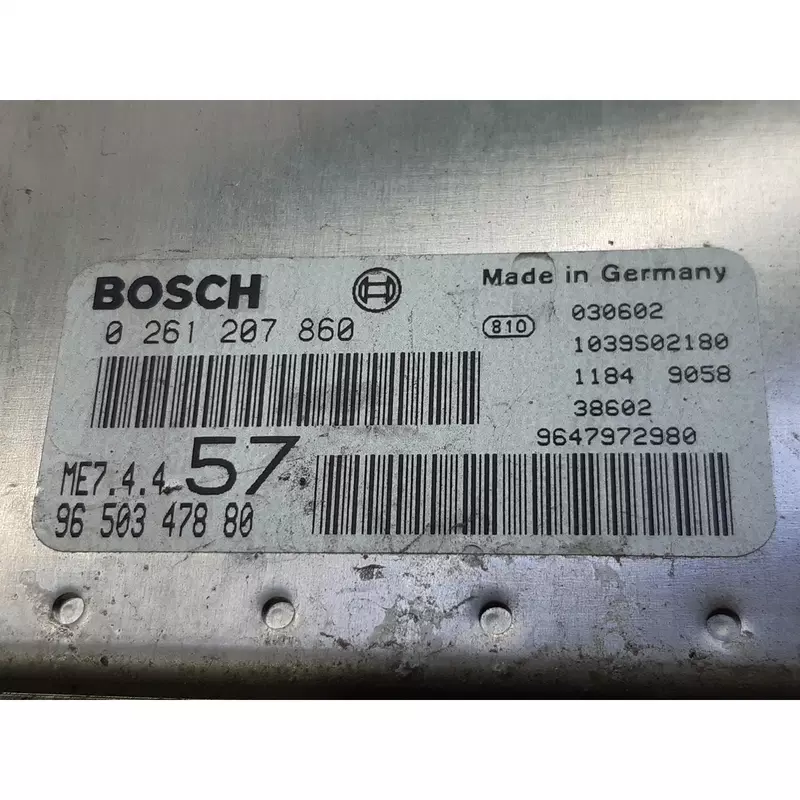 BOSCH
0 261 207 860
ME7.4.4 57
96 503 478 80
Made in Germany
810
030602
1039S02180
1184 9058
38602
9647972980